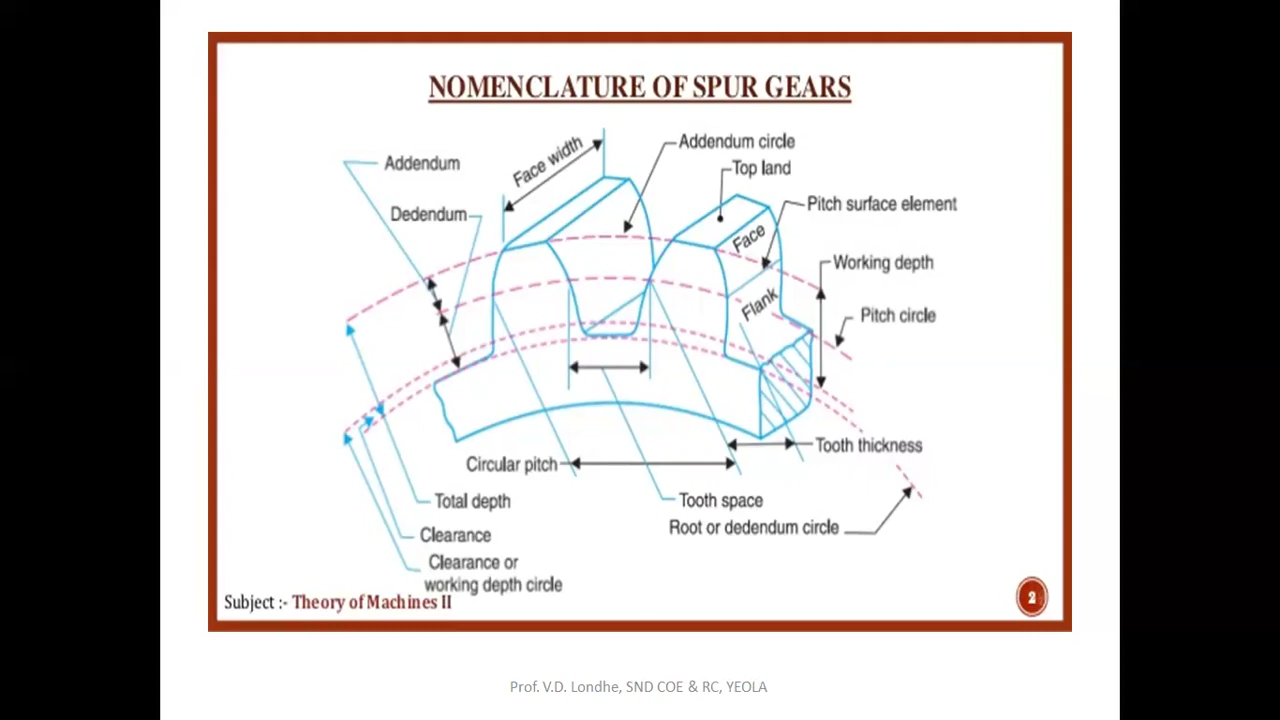 NOMENCLATURE OF SPUR GEARS
Addendum
Face width
Addendum circle
Top land
Dedendum
Pitch surface element
Face
Working depth
Flank
Pitch circle
Tooth thickness
Circular pitch
Total depth
Tooth space
Root or dedendum circle
Clearance
Clearance or
working depth circle
Subject :- Theory of Machines II
2
Prof. V.D. Londhe, SND COE & RC, YEOLA